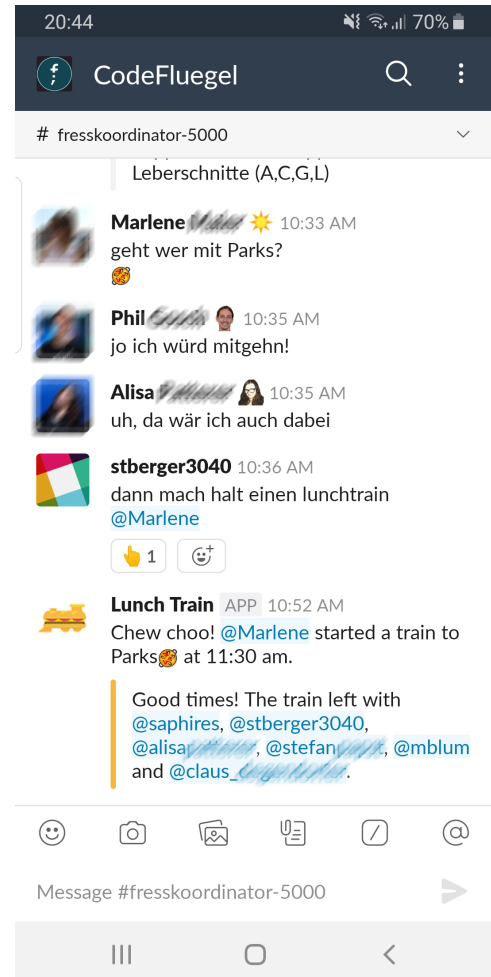 20:44
70%
CodeFluegel
# fresskoordinator-5000
Leberschnitte (A,C,G,L)
Marlene 10:33 AM
geht wer mit Parks?
Phil 10:35 AM
jo ich würd mitgehn!
Alisa 10:35 AM
uh, da wär ich auch dabei
stberger3040 10:36 AM
dann mach halt einen lunchtrain
@Marlene
1
Lunch Train APP 10:52 AM
Chew choo! @Marlene started a train to
Parks at 11:30 am.
Good times! The train left with
@saphires, @stberger3040,
@alisa , @stefan , @mblum
and @claus_ .
Message #fresskoordinator-5000